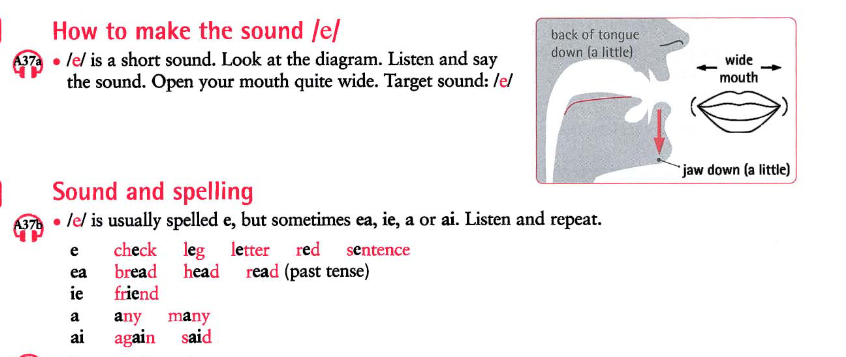 How to make the sound /e/
A37a • /e/ is a short sound. Look at the diagram. Listen and say
the sound. Open your mouth quite wide. Target sound: /e/
back of tongue
down (a little)
wide
mouth
jaw down (a little)
Sound and spelling
A37b • /e/ is usually spelled e, but sometimes ea, ie, a or ai. Listen and repeat.
e check leg letter red sentence
ea bread head read (past tense)
ie friend
a any many
ai again said